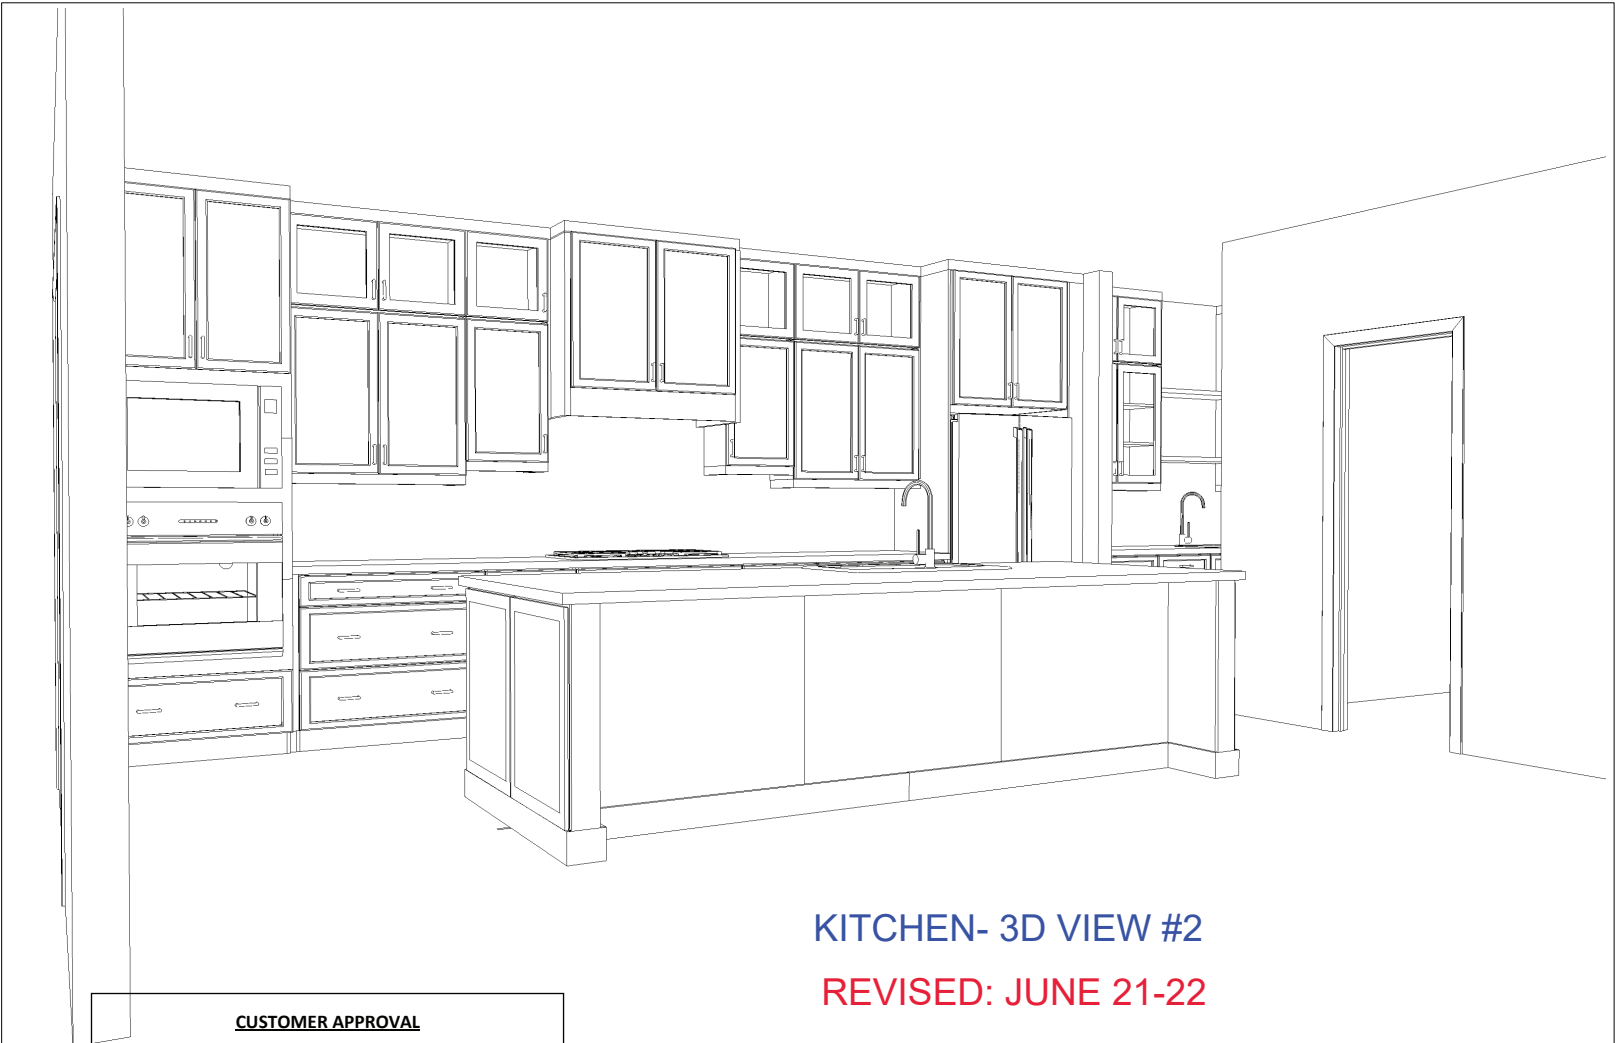 KITCHEN- 3D VIEW #2
REVISED: JUNE 21-22
CUSTOMER APPROVAL